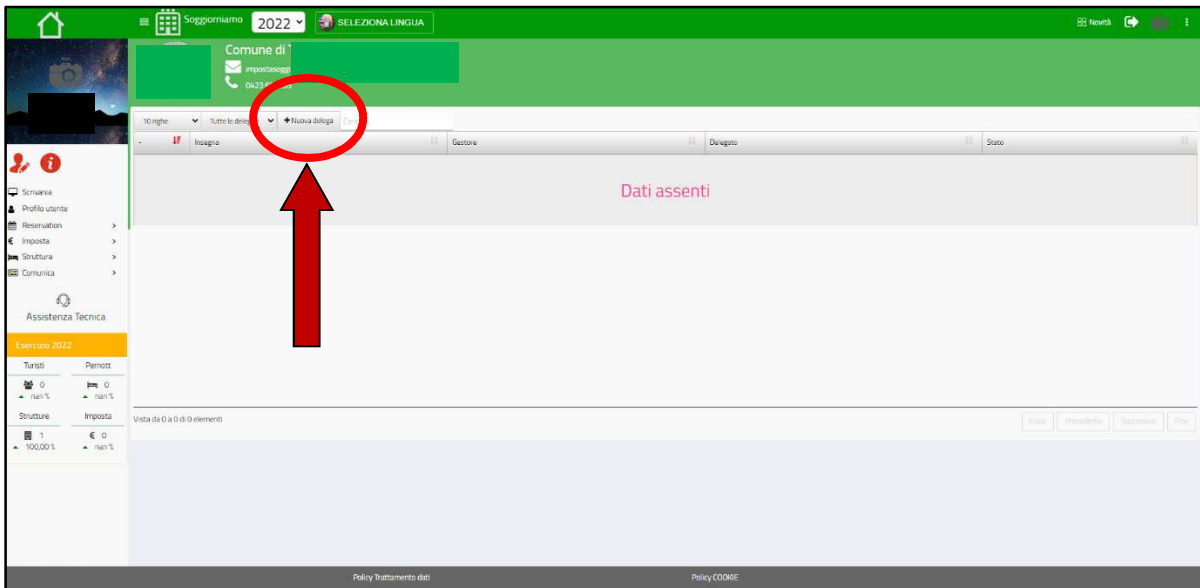 Soggiorniamo 2022 SELEZIONA LINGUA Novità
Comune di
impostasoggi
0423
10 righe Tutte le deleghe +Nuova delega
- Insegna Gestore Delegato Stato
Dati assenti
Scrivania
Profilo utente
Reservation >
€ Imposta >
Struttura >
Comunica >
Assistenza Tecnica
Esercizio 2022
Turisti Pernott
0 0
nan % nan %
Strutture Imposta
1 € 0
100,00 % nan %
Vista da 0 a 0 di 0 elementi
Inizio Precedente Successivo Fine
Policy Trattamento dati Policy COOKIE